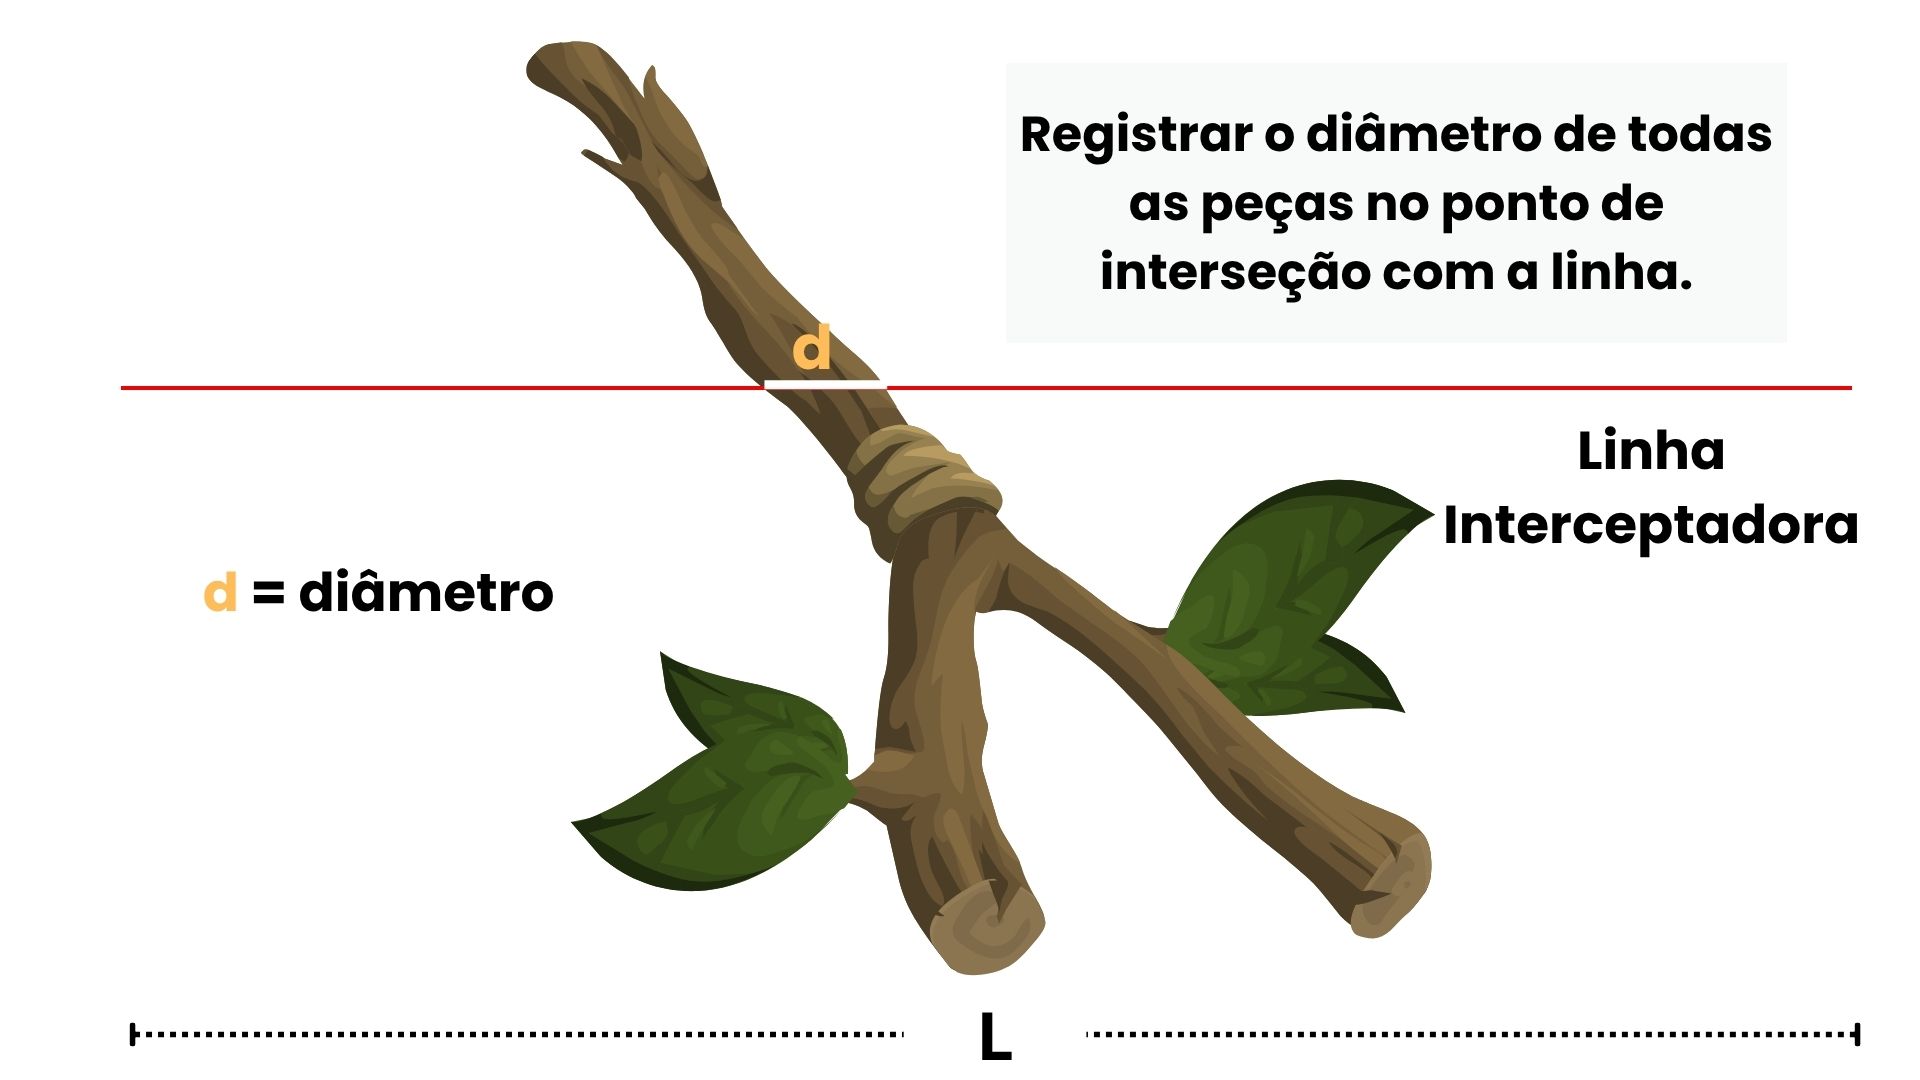 Registrar o diâmetro de todas
as peças no ponto de
interseção com a linha.
d
Linha
Interceptadora
d = diâmetro
L